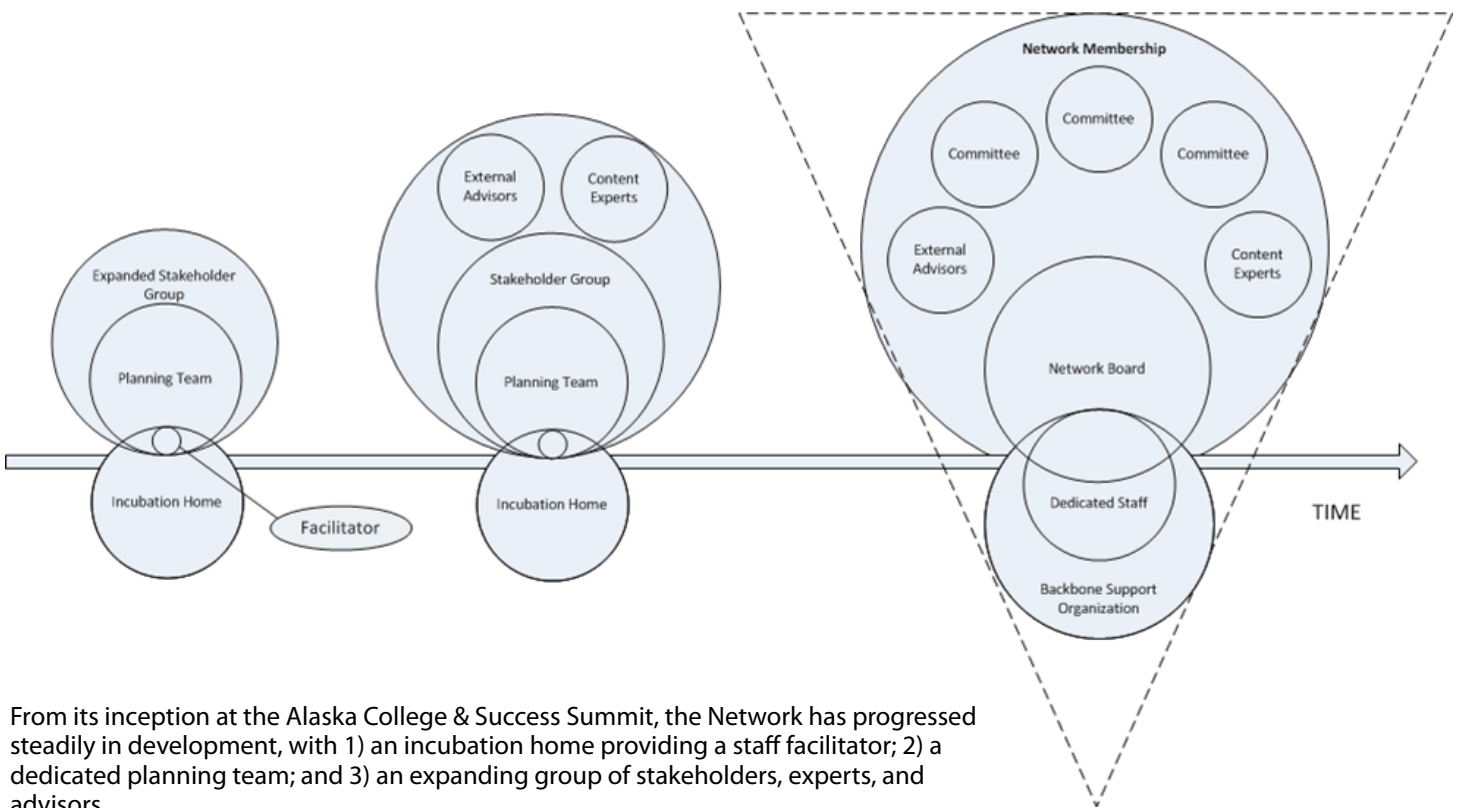 Expanded Stakeholder
Group
Planning Team
Incubation Home
Facilitator
External
Advisors
Content
Experts
Stakeholder Group
Planning Team
Incubation Home
Network Membership
Committee
Committee
Committee
External
Advisors
Content
Experts
Network Board
Dedicated Staff
Backbone Support
Organization
TIME
From its inception at the Alaska College & Success Summit, the Network has progressed
steadily in development, with 1) an incubation home providing a staff facilitator; 2) a
dedicated planning team; and 3) an expanding group of stakeholders, experts, and
advisors